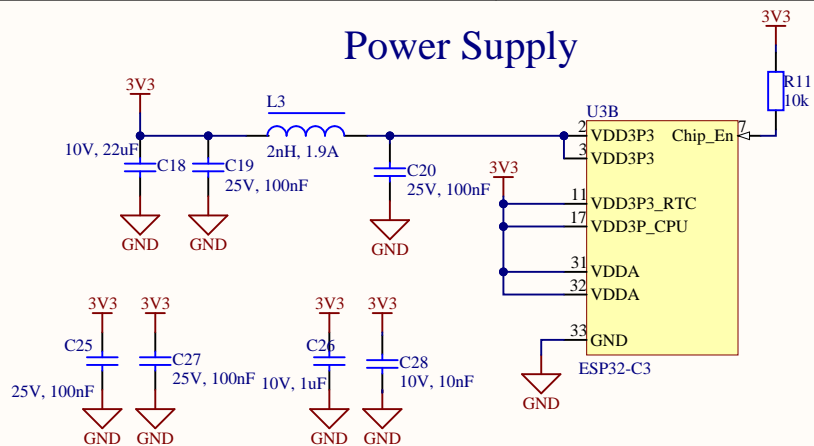 Power Supply
3V3
3V3
L3
R11
10k
U3B
10V, 22uF
C18
C19
25V, 100nF
2nH, 1.9A
C20
25V, 100nF
2 VDD3P3
Chip_En 7
3 VDD3P3
3V3
11 VDD3P3_RTC
17 VDD3P_CPU
GND
GND
GND
31 VDDA
32 VDDA
33 GND
ESP32-C3
GND
3V3
3V3
3V3
3V3
C25
C27
25V, 100nF
25V, 100nF
C26
C28
10V, 1uF
10V, 10nF
GND
GND
GND
GND